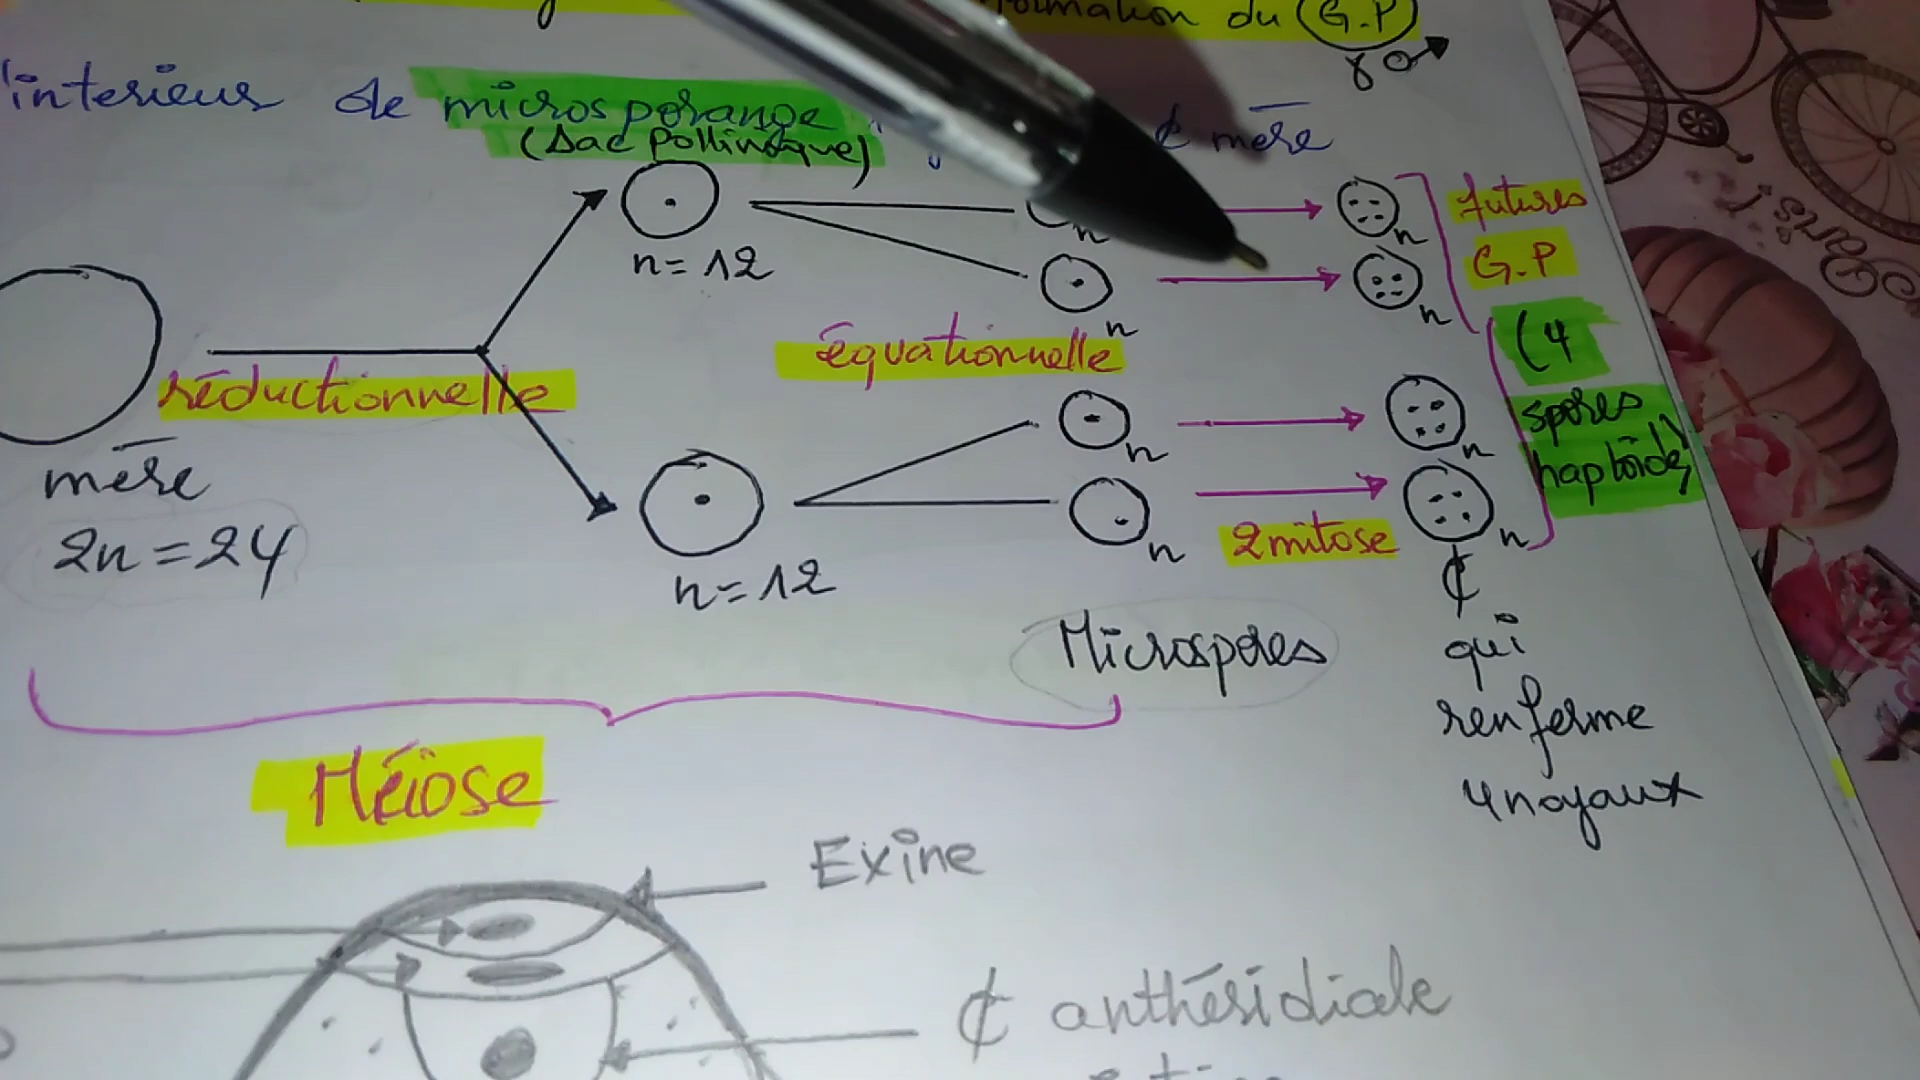 formation du (G.P)
l'interieur de microsporange
(Sac Pollinique)
¢ mère
n
n
futures
G.P
n = 12
n
n
(4
spores
haploïdes)
équationnelle
réductionnelle
n
n
mère
2n = 24
n
n
2 mitose
n = 12
¢
qui
renferme
4 noyaux
Microspores
Méiose
Exine
¢ anthéridiale